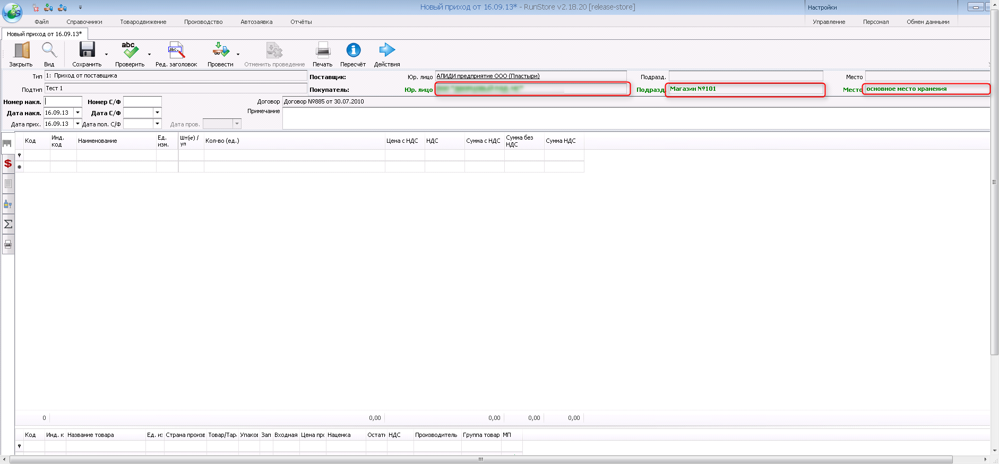 Новый приход от 16.09.13* - RunStore v2.18.20 [release-store]
Настройки
Файл Справочники Товародвижение Производство Автозаявка Отчёты Управление Персонал Обмен данными
Новый приход от 16.09.13*
abc abc.
Закрыть Вид Сохранить Проверить Ред. заголовок Провести Отменить проведение Печать Пересчёт Действия
Тип 1: Приход от поставщика Поставщик: Юр. лицо АЛИДИ предприятие ООО (Пластыри) Подразд. Место
Подтип Тест 1 Покупатель: Юр. лицо Подразд. Магазин №101 Место основное место хранения
Номер накл. Номер С/Ф Договор Договор №885 от 30.07.2010
Дата накл. 16.09.13 Дата С/Ф Примечание
Дата прих. 16.09.13 Дата пол. С/Ф Дата пров.
Код Инд. код Наименование Ед. изм. Шт(кг) / уп Кол-во (ед.) Цена с НДС НДС Сумма с НДС Сумма без НДС Сумма НДС
$
Σ
0 0,00 0,00 0,00 0,00
Код Инд. к Название товара Ед. из Страна произв Товар/Тар Упаков Зап Входная Цена про Наценка Остатк НДС Производитель Группа товар МП